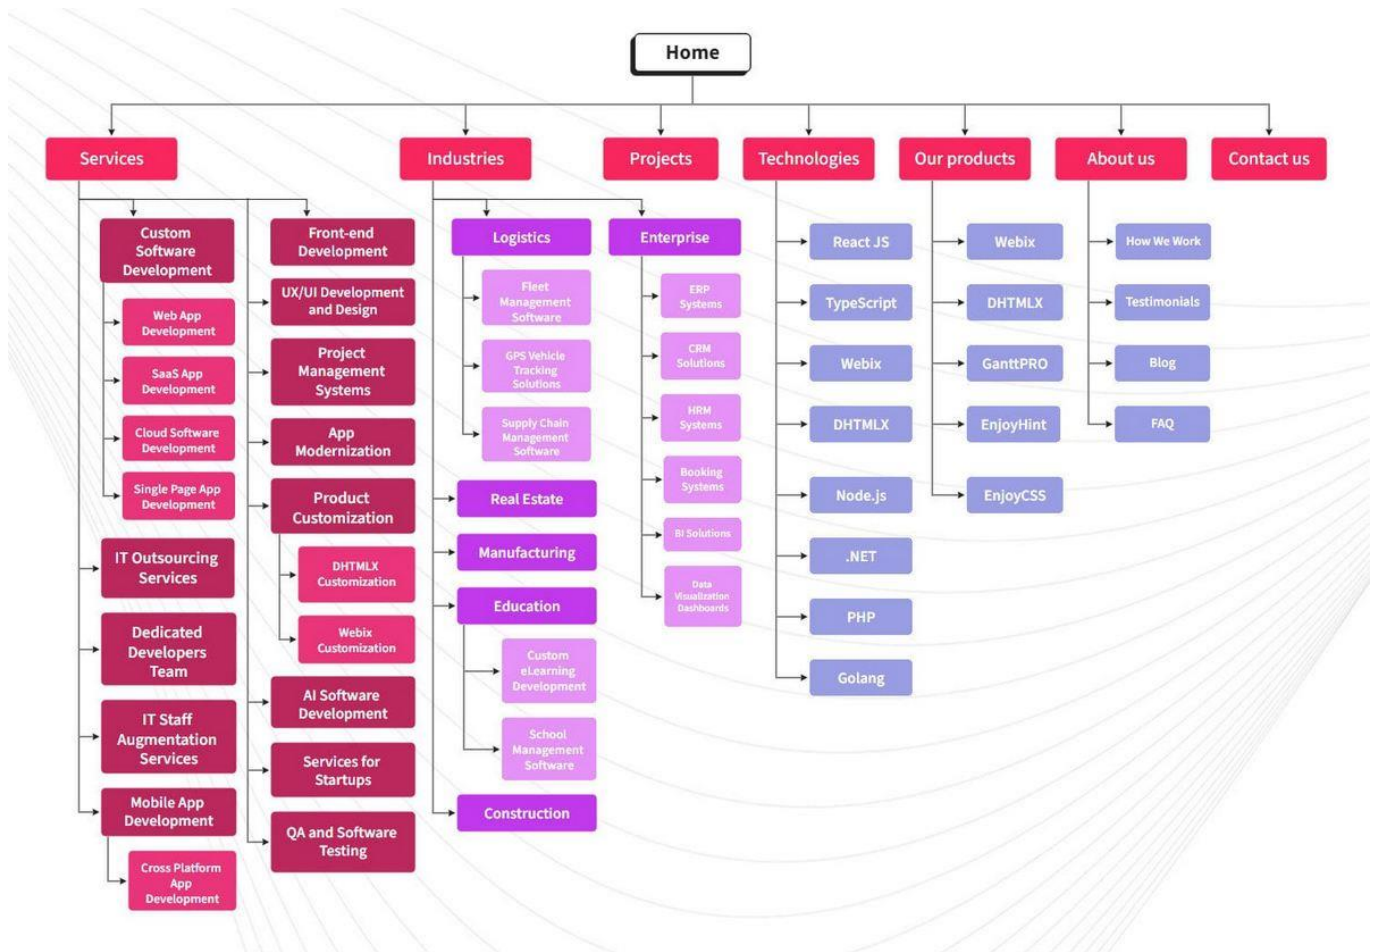 Home
Services
Industries
Projects
Technologies
Our products
About us
Contact us
Custom
Software
Development
Web App
Development
SaaS App
Development
Cloud Software
Development
Single Page App
Development
IT Outsourcing
Services
Dedicated
Developers
Team
IT Staff
Augmentation
Services
Mobile App
Development
Cross Platform
App
Development
Front-end
Development
UX/UI Development
and Design
Project
Management
Systems
App
Modernization
Product
Customization
DHTMLX
Customization
Webix
Customization
AI Software
Development
Services for
Startups
QA and Software
Testing
Logistics
Fleet
Management
Software
GPS Vehicle
Tracking
Solutions
Supply Chain
Management
Software
Real Estate
Manufacturing
Education
Custom
eLearning
Development
School
Management
Software
Construction
Enterprise
ERP
Systems
CRM
Solutions
HRM
Systems
Booking
Systems
BI Solutions
Data
Visualization
Dashboards
React JS
TypeScript
Webix
DHTMLX
Node.js
.NET
PHP
Golang
Webix
DHTMLX
GanttPRO
EnjoyHint
EnjoyCSS
How We Work
Testimonials
Blog
FAQ